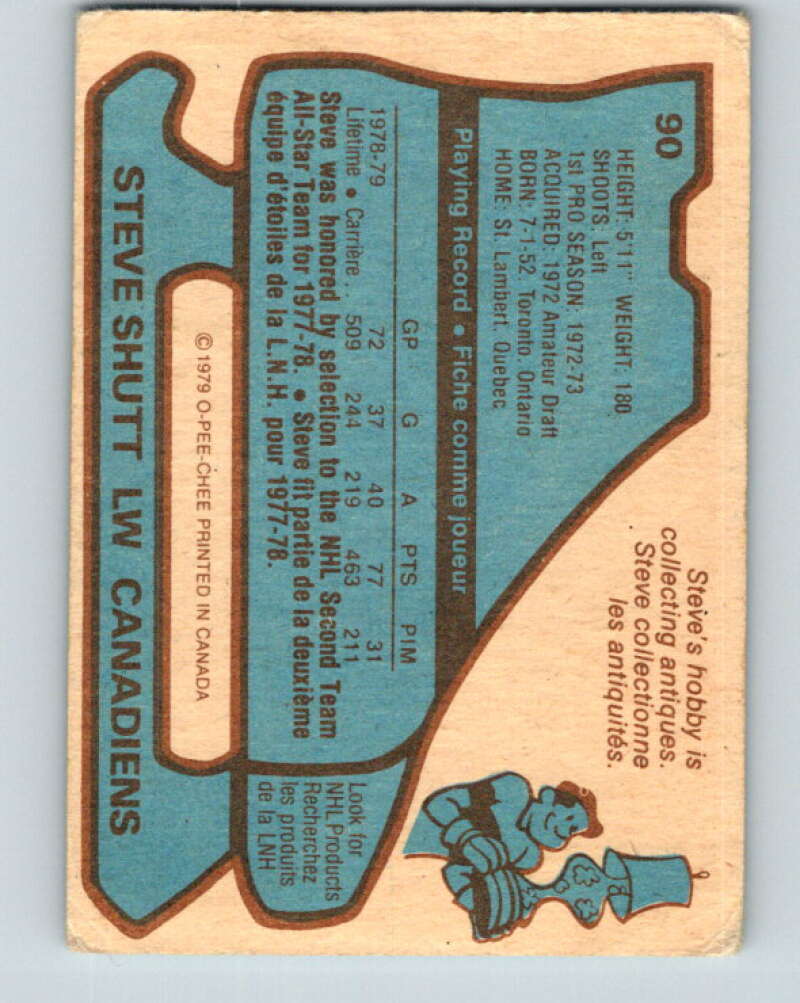 90
HEIGHT: 5'11" WEIGHT: 180
SHOOTS: Left
1st PRO SEASON: 1972-73
ACQUIRED: 1972 Amateur Draft
BORN: 7-1-52, Toronto, Ontario
HOME: St. Lambert, Quebec
Steve's hobby is
collecting antiques.
Steve collectionne
les antiquités.
Playing Record • Fiche comme joueur
GP G A PTS PIM
1978-79 72 37 40 77 31
Lifetime • Carrière.. 509 244 219 463 211
Steve was honored by selection to the NHL Second Team
All-Star Team for 1977-78. • Steve fit partie de la deuxième
équipe d'étoiles de la L.N.H. pour 1977-78.
Look for
NHL Products
Recherchez
les produits
de la LNH
© 1979 O-PEE-CHEE PRINTED IN CANADA
STEVE SHUTT LW CANADIENS